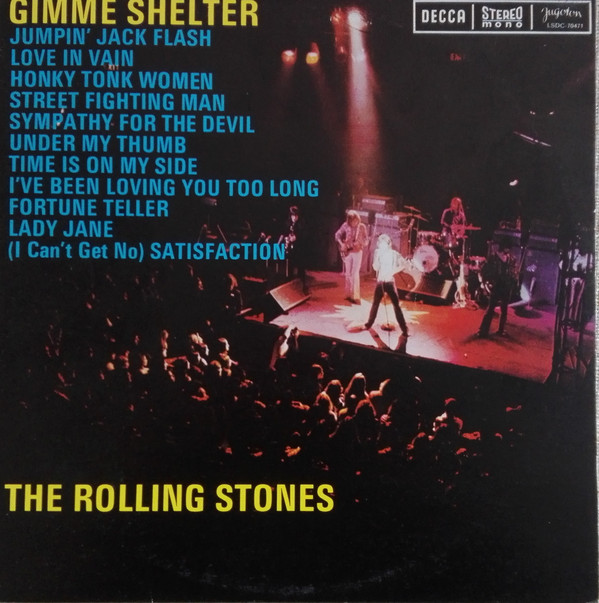 GIMME SHELTER
JUMPIN' JACK FLASH
LOVE IN VAIN
HONKY TONK WOMEN
STREET FIGHTING MAN
SYMPATHY FOR THE DEVIL
UNDER MY THUMB
TIME IS ON MY SIDE
I'VE BEEN LOVING YOU TOO LONG
FORTUNE TELLER
LADY JANE
(I Can't Get No) SATISFACTION
DECCA
STEREO
mono
Jugoton
LSDC-70471
THE ROLLING STONES